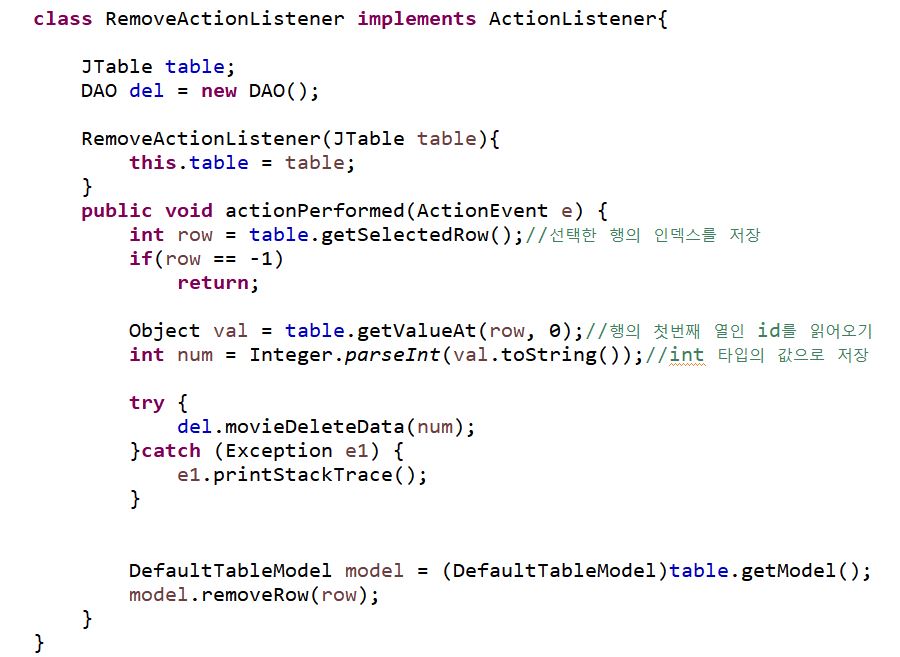 class RemoveActionListener implements ActionListener{
JTable table;
DAO del = new DAO();
RemoveActionListener(JTable table){
this.table = table;
}
public void actionPerformed(ActionEvent e) {
int row = table.getSelectedRow();//선택한 행의 인덱스를 저장
if(row == -1)
return;
Object val = table.getValueAt(row, 0);//행의 첫번째 열인 id를 읽어오기
int num = Integer.parseInt(val.toString());//int 타입의 값으로 저장
try {
del.movieDeleteData(num);
}catch (Exception e1) {
e1.printStackTrace();
}
DefaultTableModel model = (DefaultTableModel)table.getModel();
model.removeRow(row);
}
}